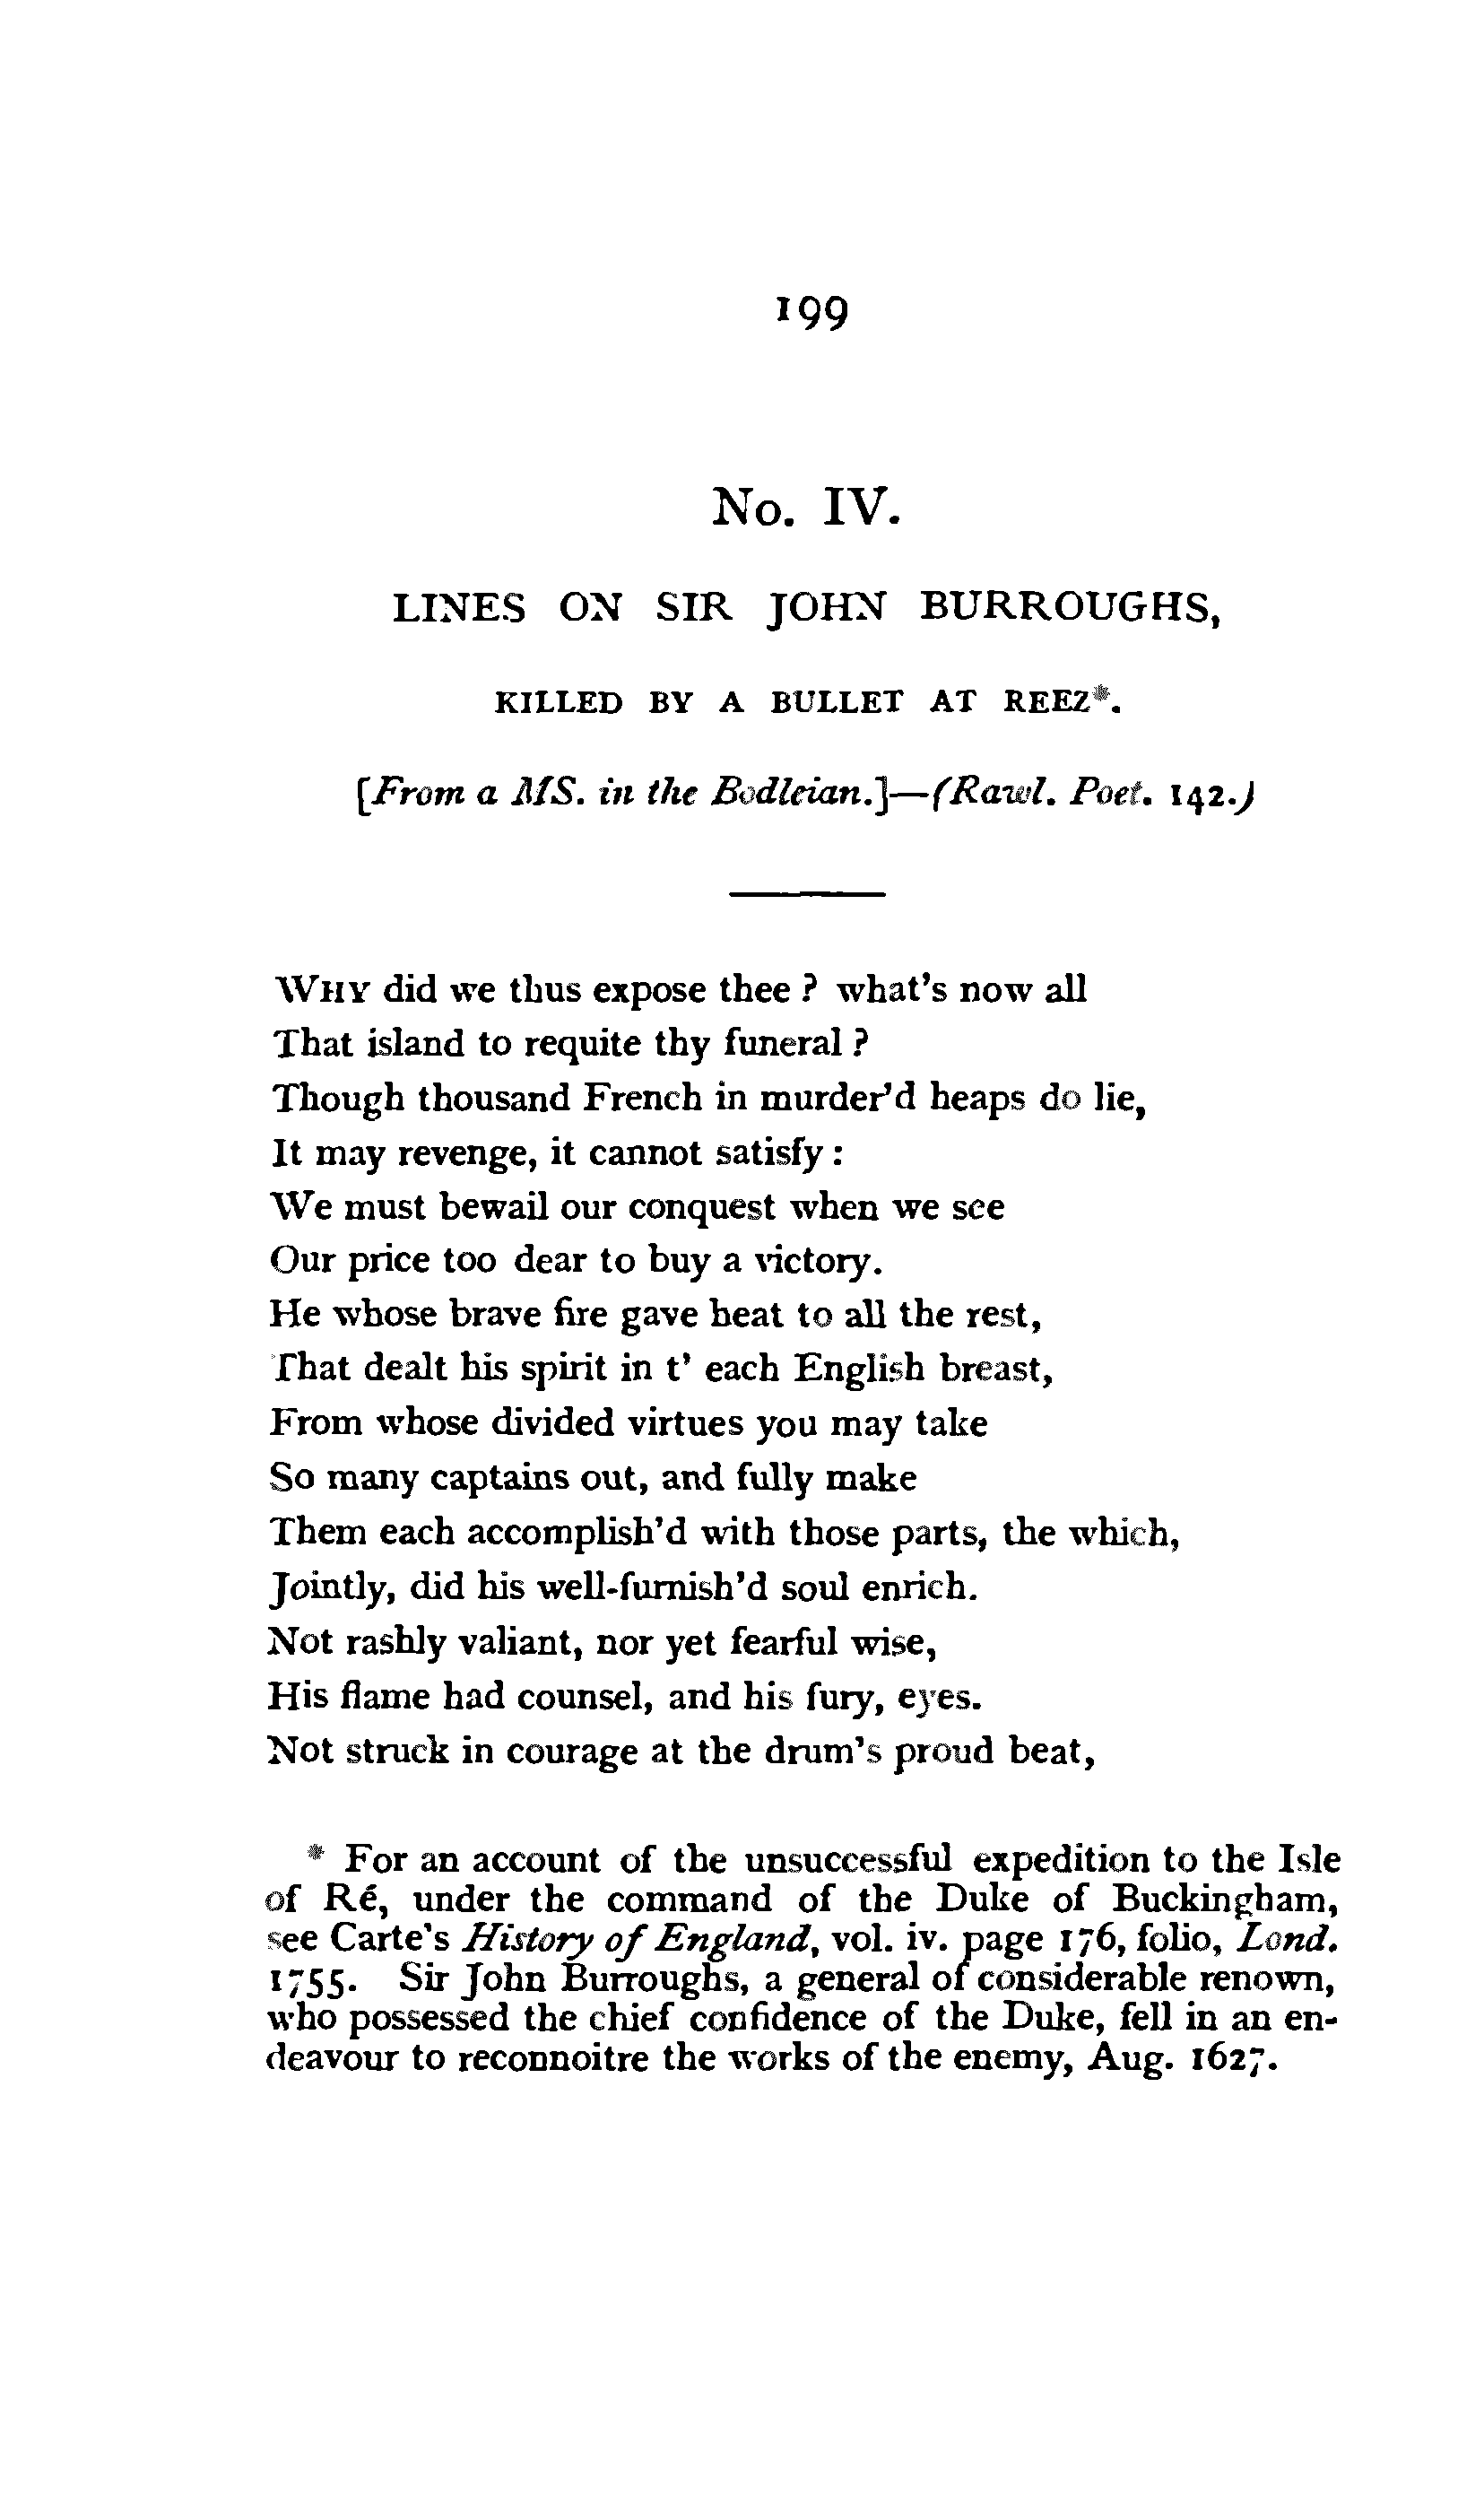 199
No. IV.
LINES ON SIR JOHN BURROUGHS,
KILLED BY A BULLET AT REEZ*.
[From a MS. in the Bodleian.]—(Rawl. Poet. 142.)
WHY did we thus expose thee ? what's now all
That island to requite thy funeral ?
Though thousand French in murder'd heaps do lie,
It may revenge, it cannot satisfy :
We must bewail our conquest when we see
Our price too dear to buy a victory.
He whose brave fire gave heat to all the rest,
That dealt his spirit in t' each English breast,
From whose divided virtues you may take
So many captains out, and fully make
Them each accomplish'd with those parts, the which,
Jointly, did his well-furnish'd soul enrich.
Not rashly valiant, nor yet fearful wise,
His flame had counsel, and his fury, eyes.
Not struck in courage at the drum's proud beat,
* For an account of the unsuccessful expedition to the Isle
of Ré, under the command of the Duke of Buckingham,
see Carte's History of England, vol. iv. page 176, folio, Lond.
1755. Sir John Burroughs, a general of considerable renown,
who possessed the chief confidence of the Duke, fell in an en-
deavour to reconnoitre the works of the enemy, Aug. 1627.